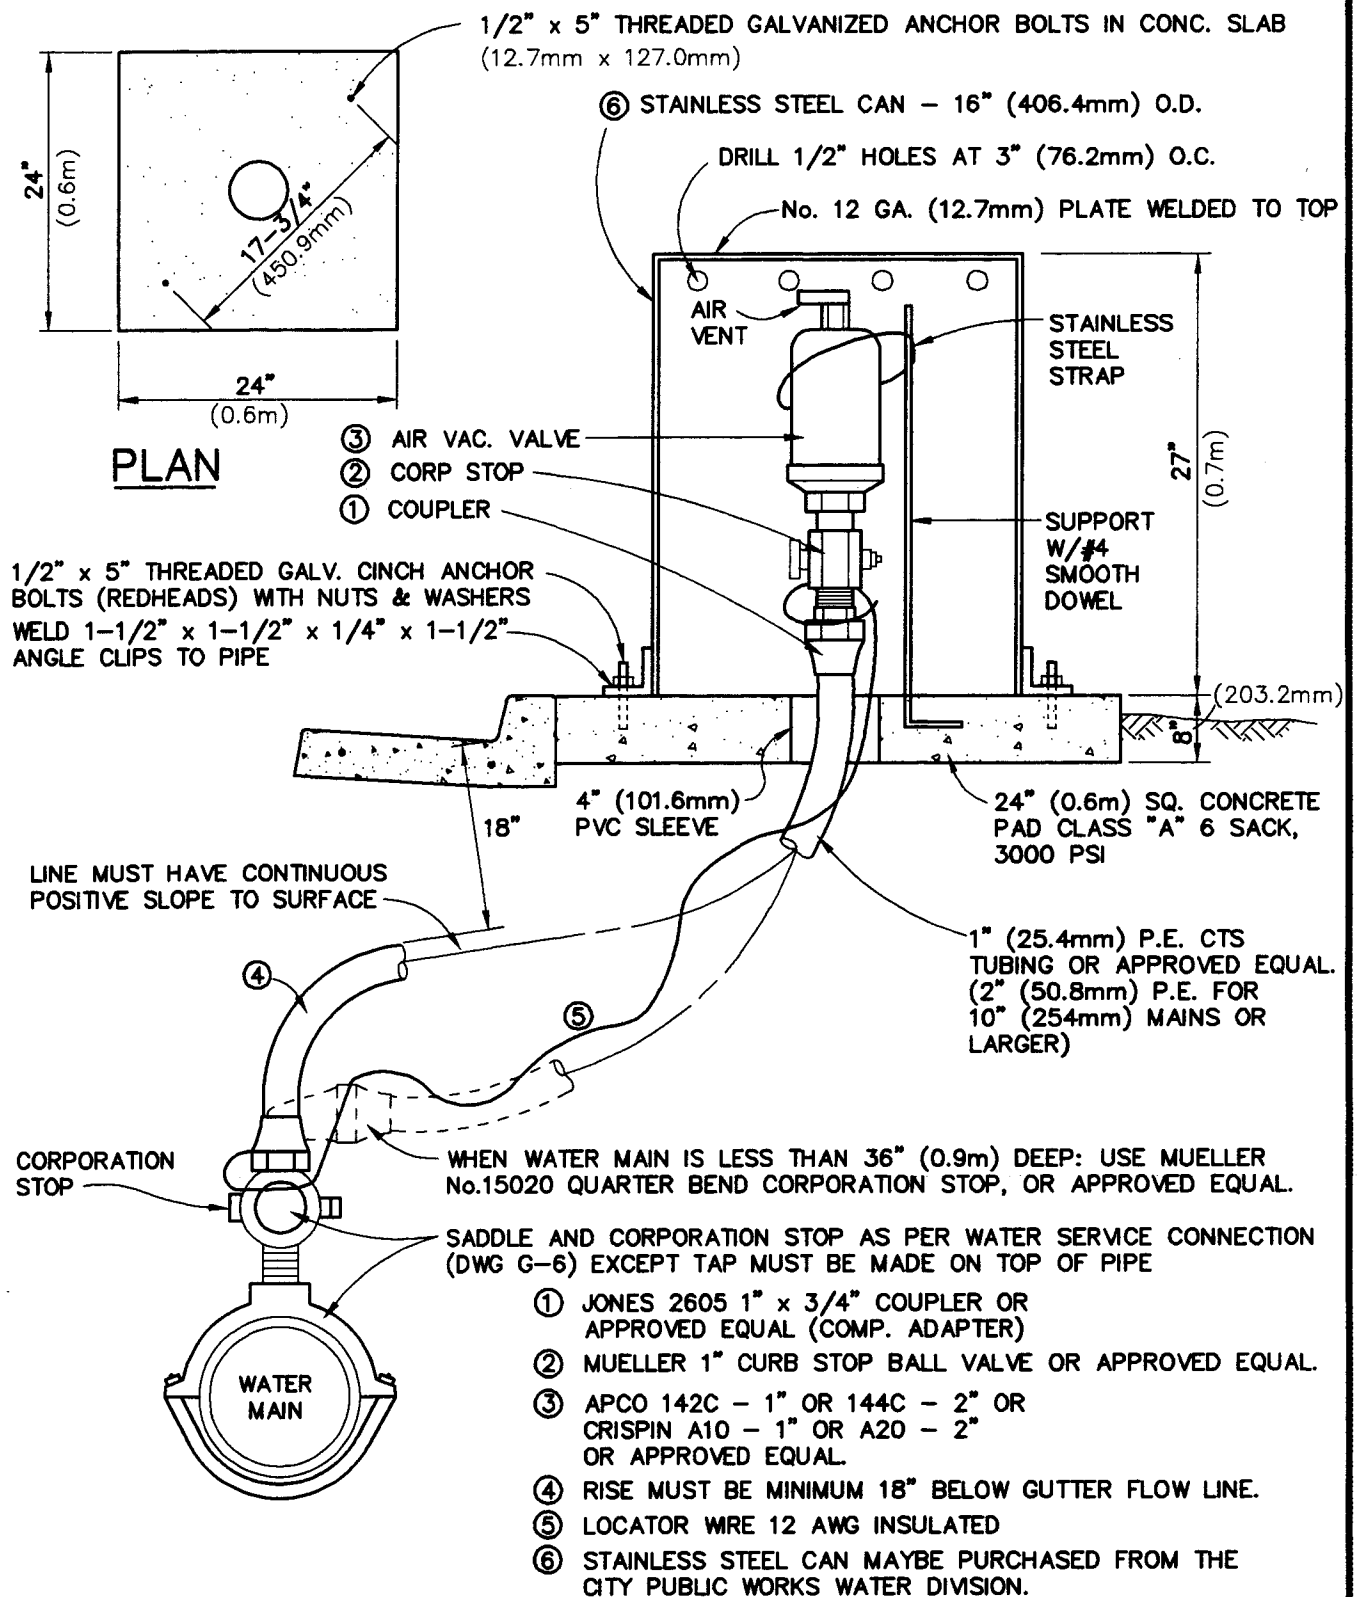 1/2" x 5" THREADED GALVANIZED ANCHOR BOLTS IN CONC. SLAB
(12.7mm x 127.0mm)
⑥ STAINLESS STEEL CAN – 16" (406.4mm) O.D.
DRILL 1/2" HOLES AT 3" (76.2mm) O.C.
No. 12 GA. (12.7mm) PLATE WELDED TO TOP
24"
(0.6m)
17-3/4"
(450.9mm)
24"
(0.6m)
PLAN
AIR
VENT
STAINLESS
STEEL
STRAP
③ AIR VAC. VALVE
② CORP STOP
① COUPLER
27"
(0.7m)
SUPPORT
W/#4
SMOOTH
DOWEL
1/2" x 5" THREADED GALV. CINCH ANCHOR
BOLTS (REDHEADS) WITH NUTS & WASHERS
WELD 1-1/2" x 1-1/2" x 1/4" x 1-1/2"
ANGLE CLIPS TO PIPE
(203.2mm)
8"
4" (101.6mm)
PVC SLEEVE
24" (0.6m) SQ. CONCRETE
PAD CLASS "A" 6 SACK,
3000 PSI
18"
LINE MUST HAVE CONTINUOUS
POSITIVE SLOPE TO SURFACE
1" (25.4mm) P.E. CTS
TUBING OR APPROVED EQUAL.
(2" (50.8mm) P.E. FOR
10" (254mm) MAINS OR
LARGER)
④
⑤
CORPORATION
STOP
WHEN WATER MAIN IS LESS THAN 36" (0.9m) DEEP: USE MUELLER
No.15020 QUARTER BEND CORPORATION STOP, OR APPROVED EQUAL.
SADDLE AND CORPORATION STOP AS PER WATER SERVICE CONNECTION
(DWG G-6) EXCEPT TAP MUST BE MADE ON TOP OF PIPE
WATER
MAIN
① JONES 2605 1" x 3/4" COUPLER OR
APPROVED EQUAL (COMP. ADAPTER)
② MUELLER 1" CURB STOP BALL VALVE OR APPROVED EQUAL.
③ APCO 142C – 1" OR 144C – 2" OR
CRISPIN A10 – 1" OR A20 – 2"
OR APPROVED EQUAL.
④ RISE MUST BE MINIMUM 18" BELOW GUTTER FLOW LINE.
⑤ LOCATOR WIRE 12 AWG INSULATED
⑥ STAINLESS STEEL CAN MAYBE PURCHASED FROM THE
CITY PUBLIC WORKS WATER DIVISION.